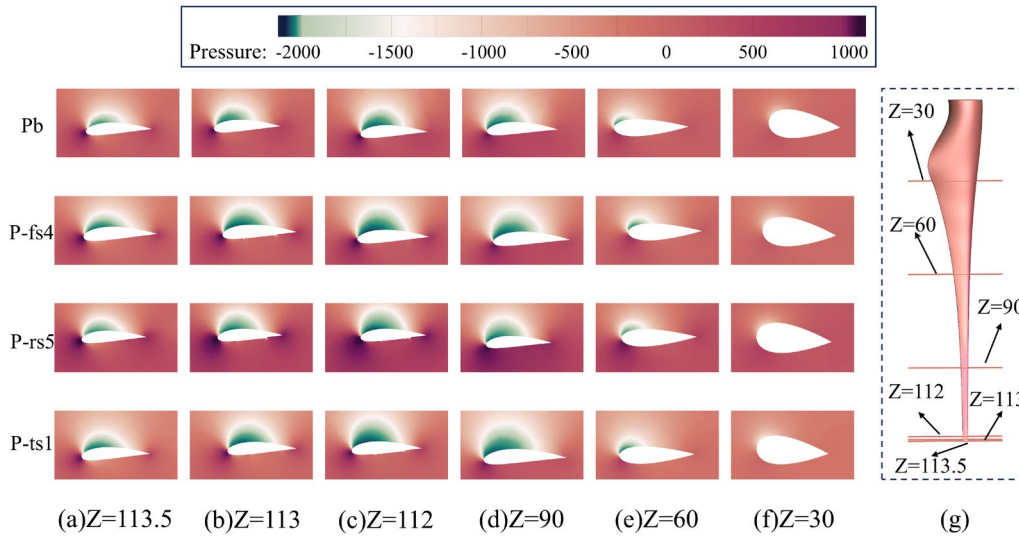 Pressure: -2000 -1500 -1000 -500 0 500 1000
Pb
P-fs4
P-rs5
P-ts1
(a)Z=113.5 (b)Z=113 (c)Z=112 (d)Z=90 (e)Z=60 (f)Z=30 (g)
Z=30
Z=60
Z=90
Z=112 Z=113
Z=113.5